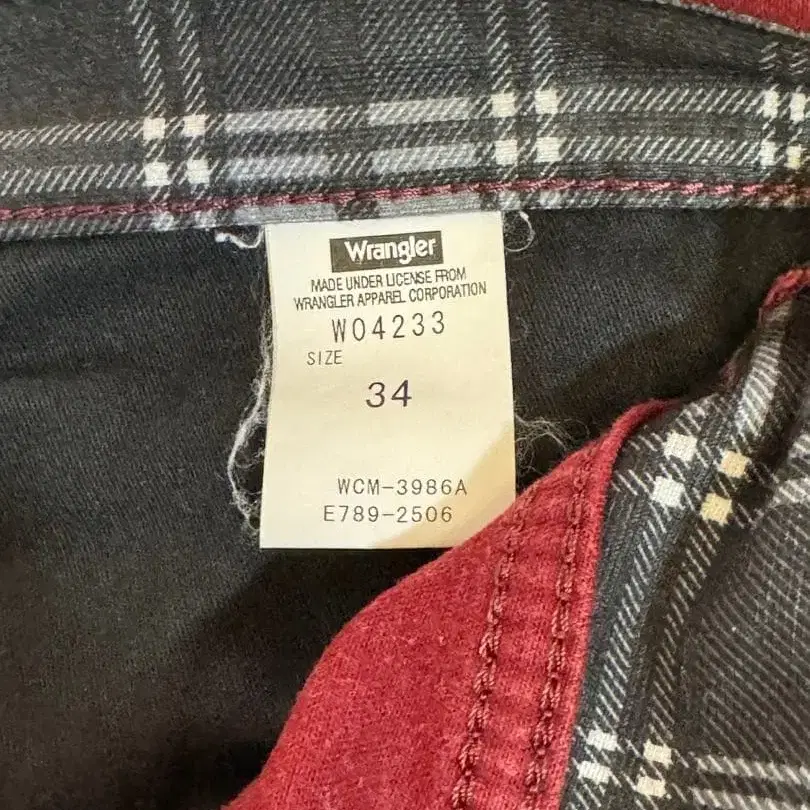 Wrangler
MADE UNDER LICENSE FROM
WRANGLER APPAREL CORPORATION
W04233
SIZE
34
WCM-3986A
E789-2506